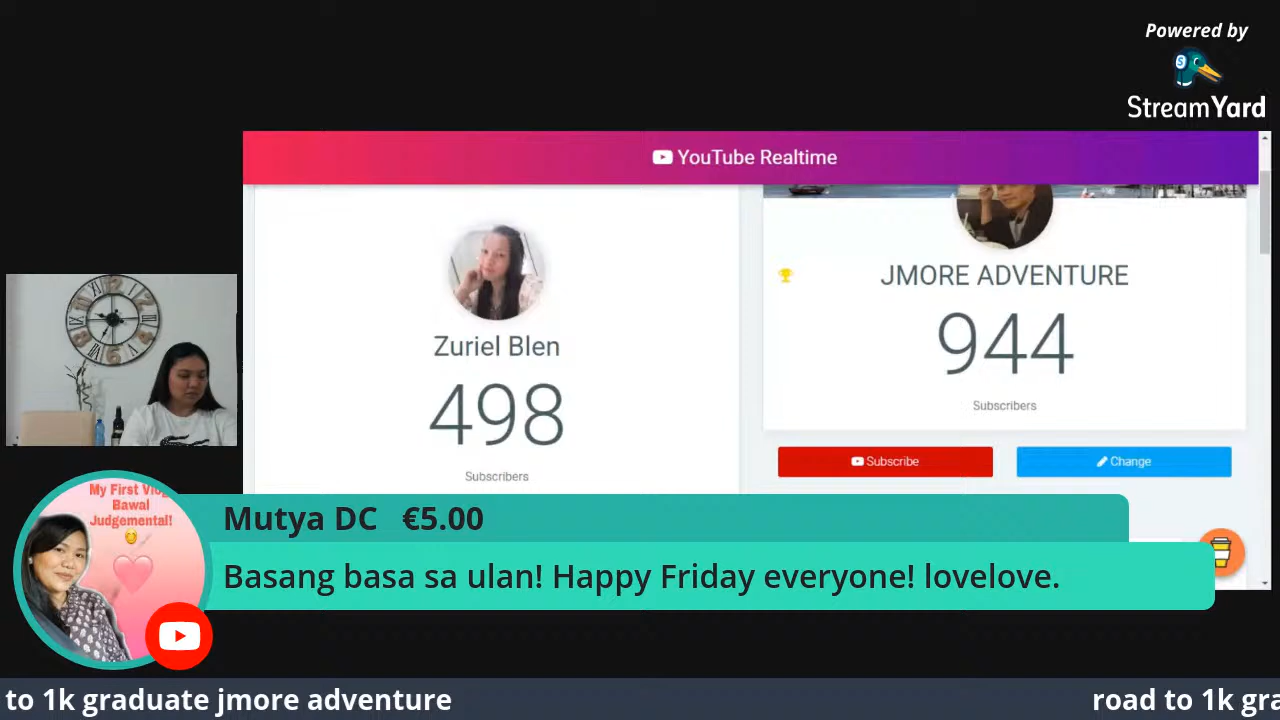 Powered by
StreamYard
YouTube Realtime
Zuriel Blen
498
Subscribers
JMORE ADVENTURE
944
Subscribers
Subscribe
Change
My First Vlog
Bawal
Judgemental!
Mutya DC €5.00
Basang basa sa ulan! Happy Friday everyone! lovelove.
to 1k graduate jmore adventure
road to 1k gra